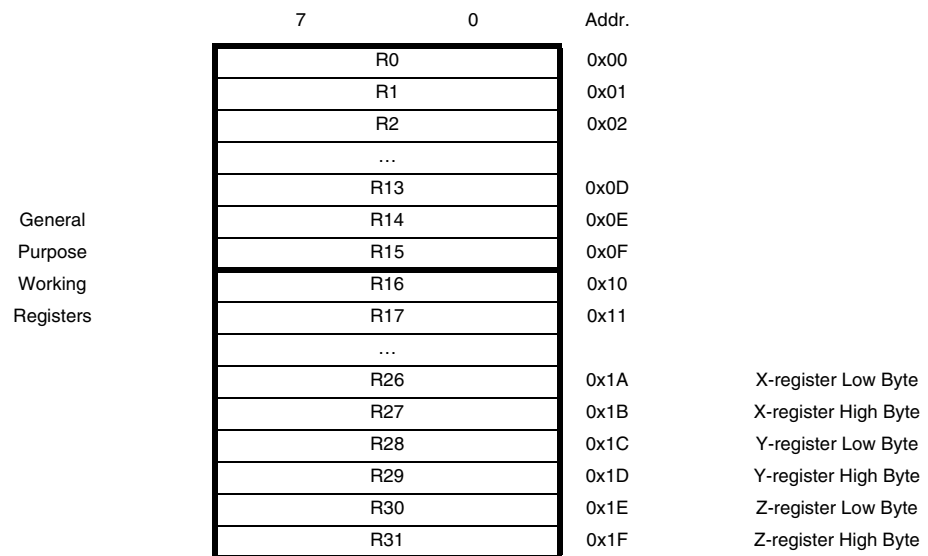 7 0 Addr.
R0 0x00
R1 0x01
R2 0x02
…
R13 0x0D
General R14 0x0E
Purpose R15 0x0F
Working R16 0x10
Registers R17 0x11
…
R26 0x1A X-register Low Byte
R27 0x1B X-register High Byte
R28 0x1C Y-register Low Byte
R29 0x1D Y-register High Byte
R30 0x1E Z-register Low Byte
R31 0x1F Z-register High Byte